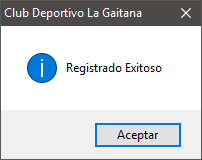 Club Deportivo La Gaitana
Registrado Exitoso
Aceptar